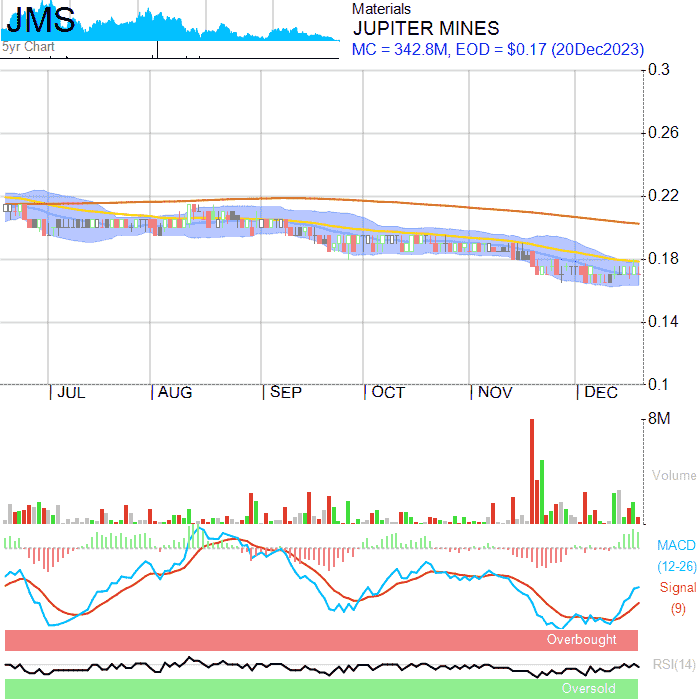 JMS
5yr Chart
Materials
JUPITER MINES
MC = 342.8M, EOD = $0.17 (20Dec2023)
0.3
0.26
0.22
0.18
0.14
0.1
JUL AUG SEP OCT NOV DEC
8M
Volume
MACD
(12-26)
Signal
(9)
Overbought
RSI(14)
Oversold